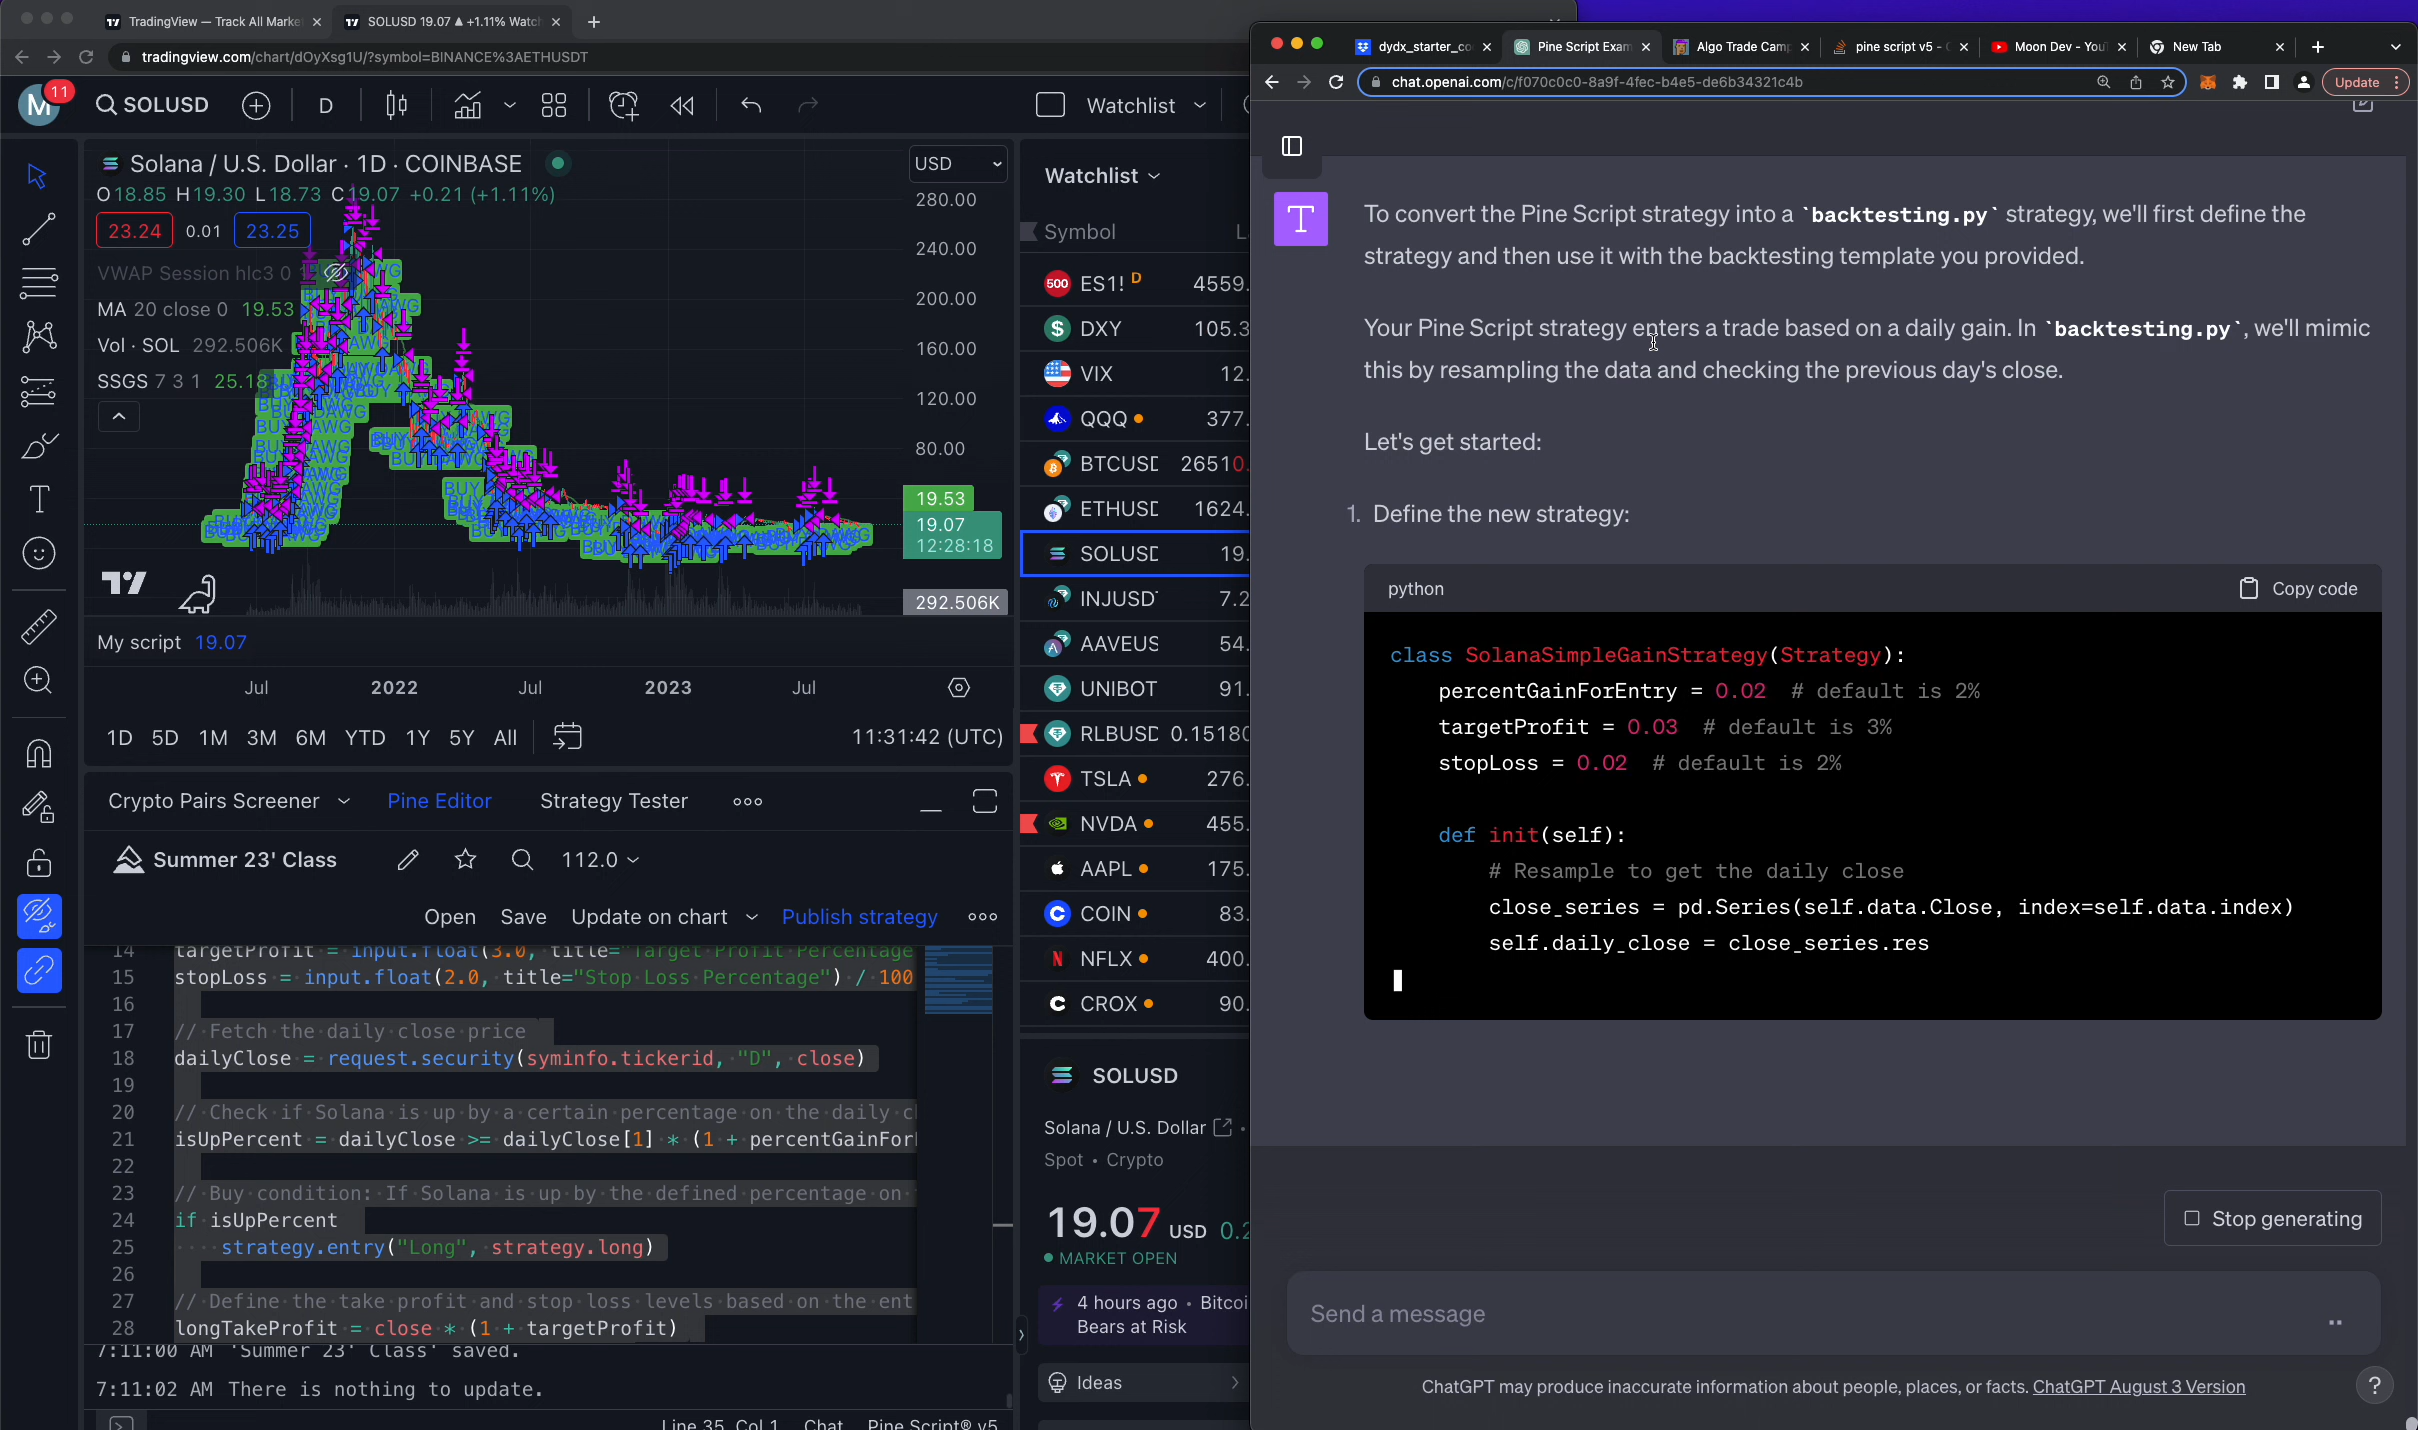 TradingView — Track All Marke
SOLUSD 19.07 ▲ +1.11% Watch
tradingview.com/chart/dOyXsg1U/?symbol=BINANCE%3AETHUSDT
M
11
SOLUSD
D
Watchlist
Solana / U.S. Dollar · 1D · COINBASE
USD
O18.85 H19.30 L18.73 C19.07 +0.21 (+1.11%)
23.24 0.01 23.25
VWAP Session hlc3 0
MA 20 close 0 19.53
Vol · SOL 292.506K
SSGS 7 3 1 25.18
280.00
240.00
200.00
160.00
120.00
80.00
19.53
19.07
12:28:18
292.506K
My script 19.07
Jul 2022 Jul 2023 Jul
1D 5D 1M 3M 6M YTD 1Y 5Y All
11:31:42 (UTC)
Crypto Pairs Screener Pine Editor Strategy Tester
Summer 23' Class 112.0
Open Save Update on chart Publish strategy
14 targetProfit = input.float(3.0, title="Target Profit Percentage
15 stopLoss = input.float(2.0, title="Stop Loss Percentage") / 100
16
17 // Fetch the daily close price
18 dailyClose = request.security(syminfo.tickerid, "D", close)
19
20 // Check if Solana is up by a certain percentage on the daily cl
21 isUpPercent = dailyClose >= dailyClose[1] * (1 + percentGainFor
22
23 // Buy condition: If Solana is up by the defined percentage on
24 if isUpPercent
25 strategy.entry("Long", strategy.long)
26
27 // Define the take profit and stop loss levels based on the ent
28 longTakeProfit = close * (1 + targetProfit)
7:11:00 AM 'Summer 23' Class' saved.
7:11:02 AM There is nothing to update.
Line 35, Col 1 Chat Pine Script® v5
Watchlist
Symbol L
500 ES1! D 4559.
DXY 105.3
VIX 12.
QQQ 377.
BTCUSD 26510.
ETHUSD 1624.
SOLUSD 19.
INJUSDT 7.2
AAVEUS 54.
UNIBOT 91.
RLBUSD 0.15180
TSLA 276.
NVDA 455.
AAPL 175.
COIN 83.
NFLX 400.
CROX 90.
SOLUSD
Solana / U.S. Dollar
Spot • Crypto
19.07 USD 0.2
MARKET OPEN
4 hours ago • Bitcoi
Bears at Risk
Ideas
dydx_starter_co
Pine Script Exam
Algo Trade Camp
pine script v5 -
Moon Dev - YouT
New Tab
chat.openai.com/c/f070c0c0-8a9f-4fec-b4e5-de6b34321c4b
Update
T
To convert the Pine Script strategy into a `backtesting.py` strategy, we'll first define the
strategy and then use it with the backtesting template you provided.
Your Pine Script strategy enters a trade based on a daily gain. In `backtesting.py`, we'll mimic
this by resampling the data and checking the previous day's close.
Let's get started:
1. Define the new strategy:
python
Copy code
class SolanaSimpleGainStrategy(Strategy):
percentGainForEntry = 0.02 # default is 2%
targetProfit = 0.03 # default is 3%
stopLoss = 0.02 # default is 2%
def init(self):
# Resample to get the daily close
close_series = pd.Series(self.data.Close, index=self.data.index)
self.daily_close = close_series.res
Stop generating
Send a message
ChatGPT may produce inaccurate information about people, places, or facts. ChatGPT August 3 Version
?